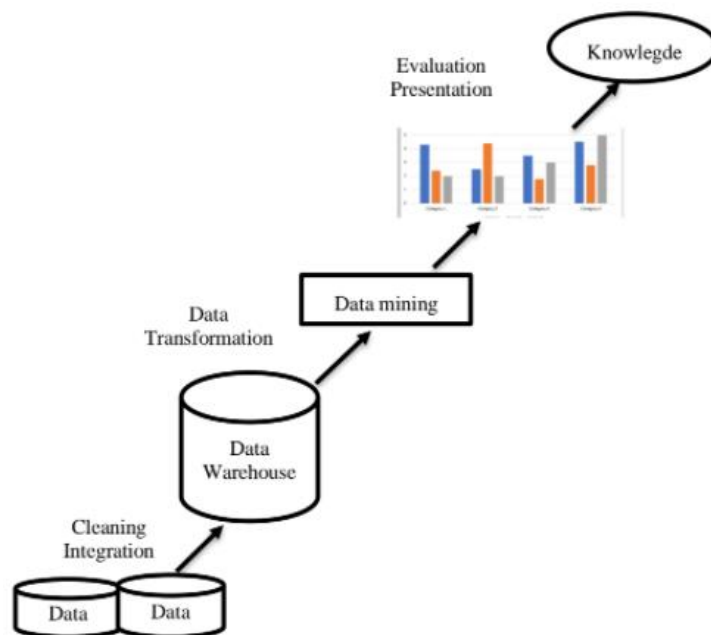 Knowlegde
Evaluation
Presentation
Data mining
Data
Transformation
Data
Warehouse
Cleaning
Integration
Data
Data